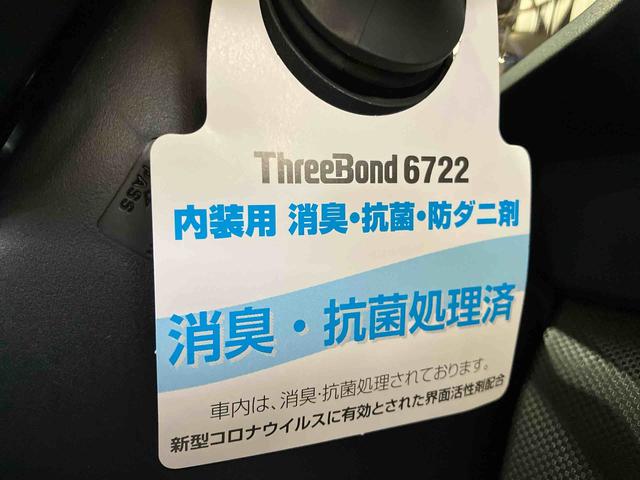 ThreeBond 6722
内装用 消臭・抗菌・防ダニ剤
消臭・抗菌処理済
車内は、消臭・抗菌処理されております。
新型コロナウイルスに有効とされた界面活性剤配合
PASS